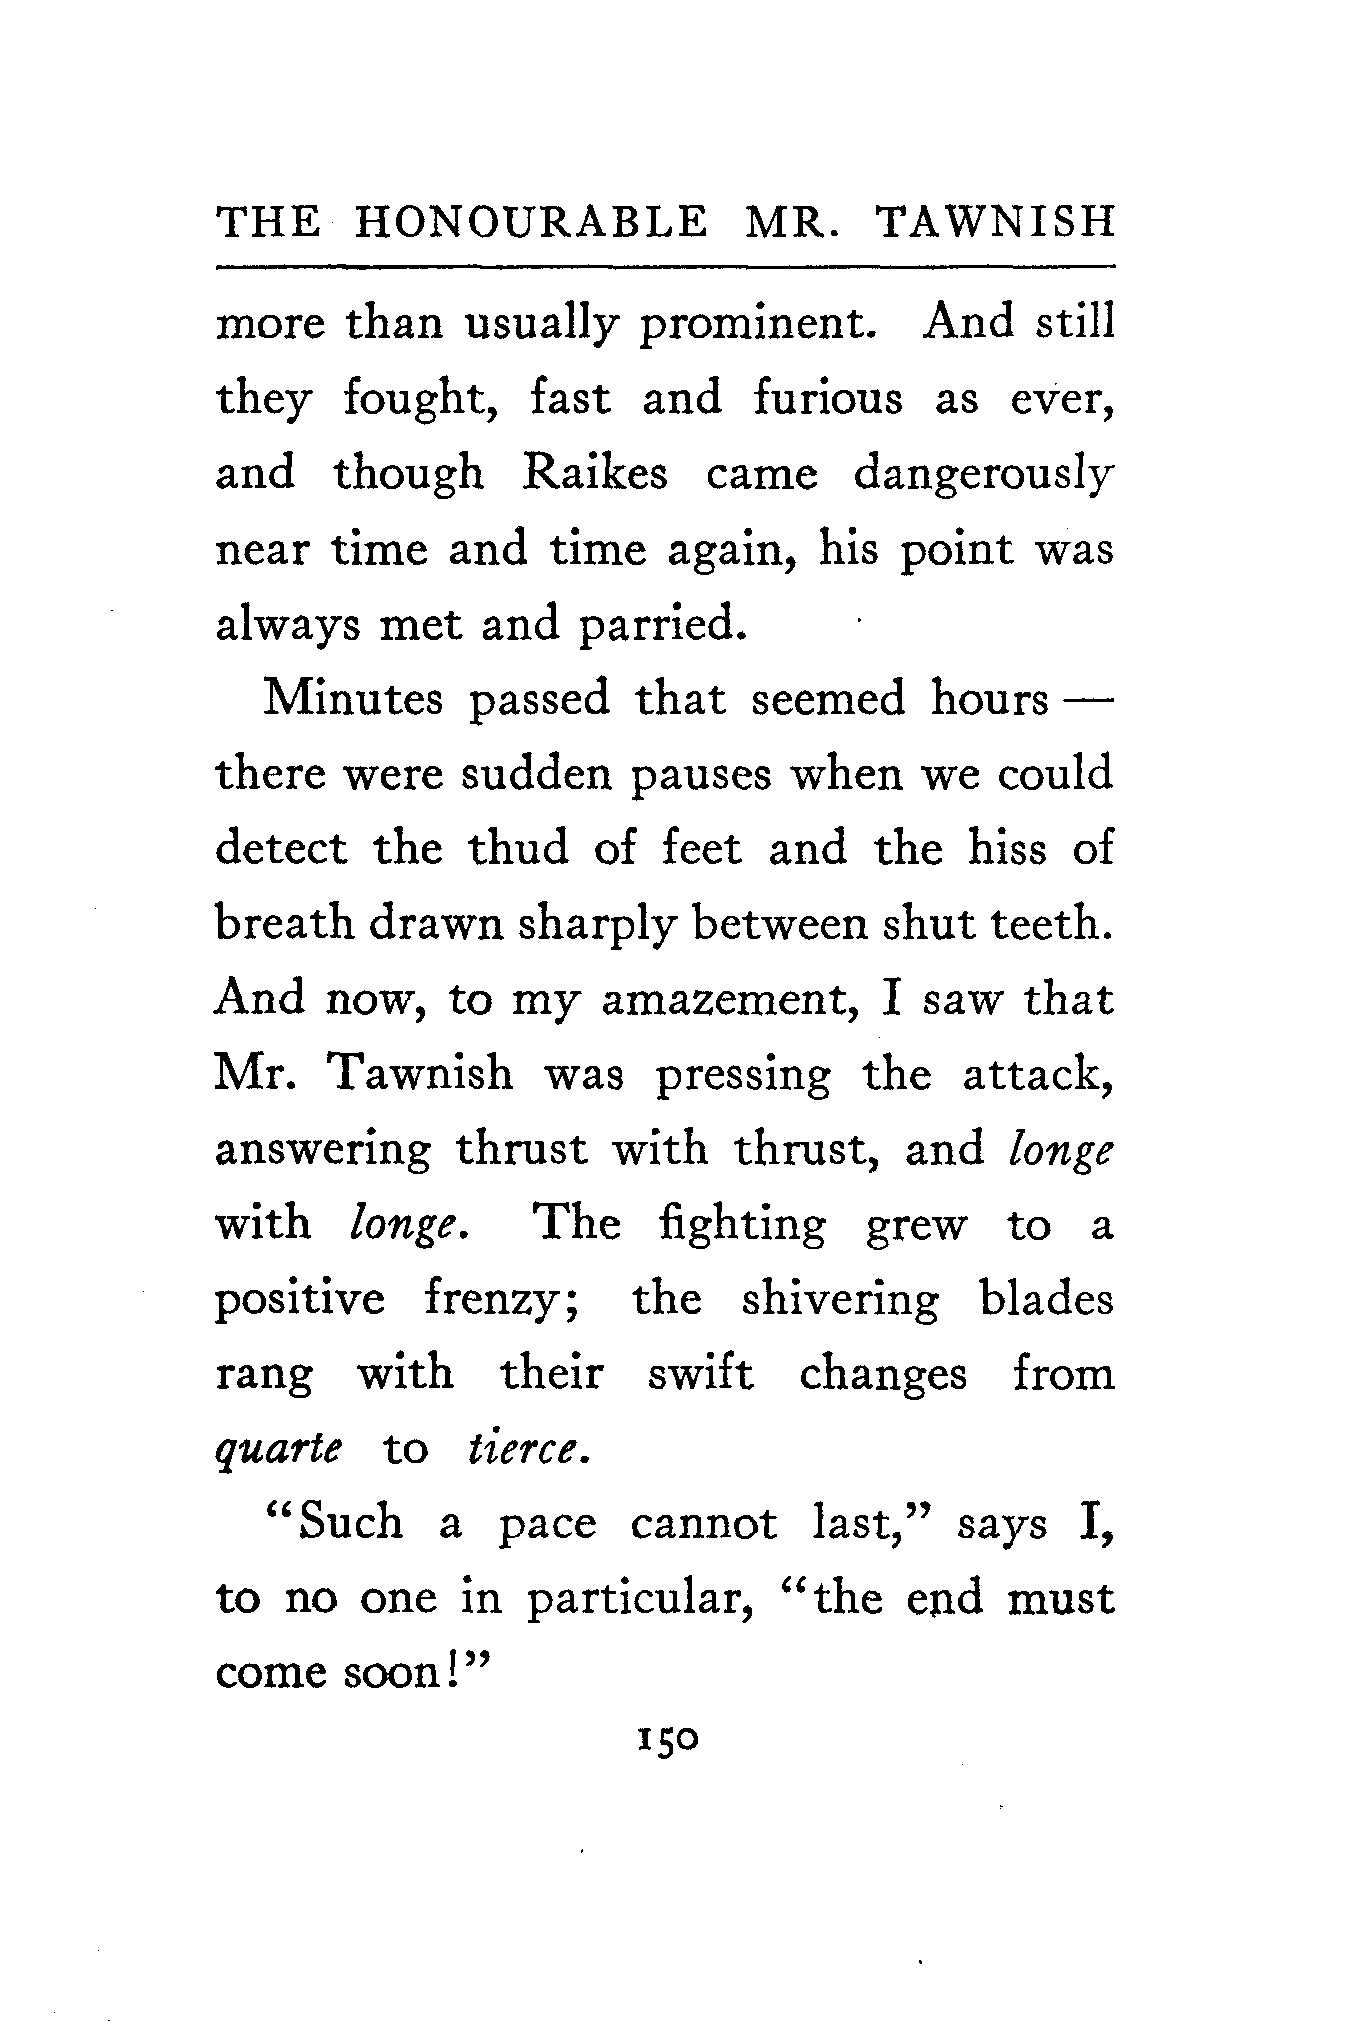 THE HONOURABLE MR. TAWNISH
more than usually prominent. And still
they fought, fast and furious as ever,
and though Raikes came dangerously
near time and time again, his point was
always met and parried.
Minutes passed that seemed hours —
there were sudden pauses when we could
detect the thud of feet and the hiss of
breath drawn sharply between shut teeth.
And now, to my amazement, I saw that
Mr. Tawnish was pressing the attack,
answering thrust with thrust, and longe
with longe. The fighting grew to a
positive frenzy; the shivering blades
rang with their swift changes from
quarte to tierce.
“Such a pace cannot last,” says I,
to no one in particular, “the end must
come soon!”
150